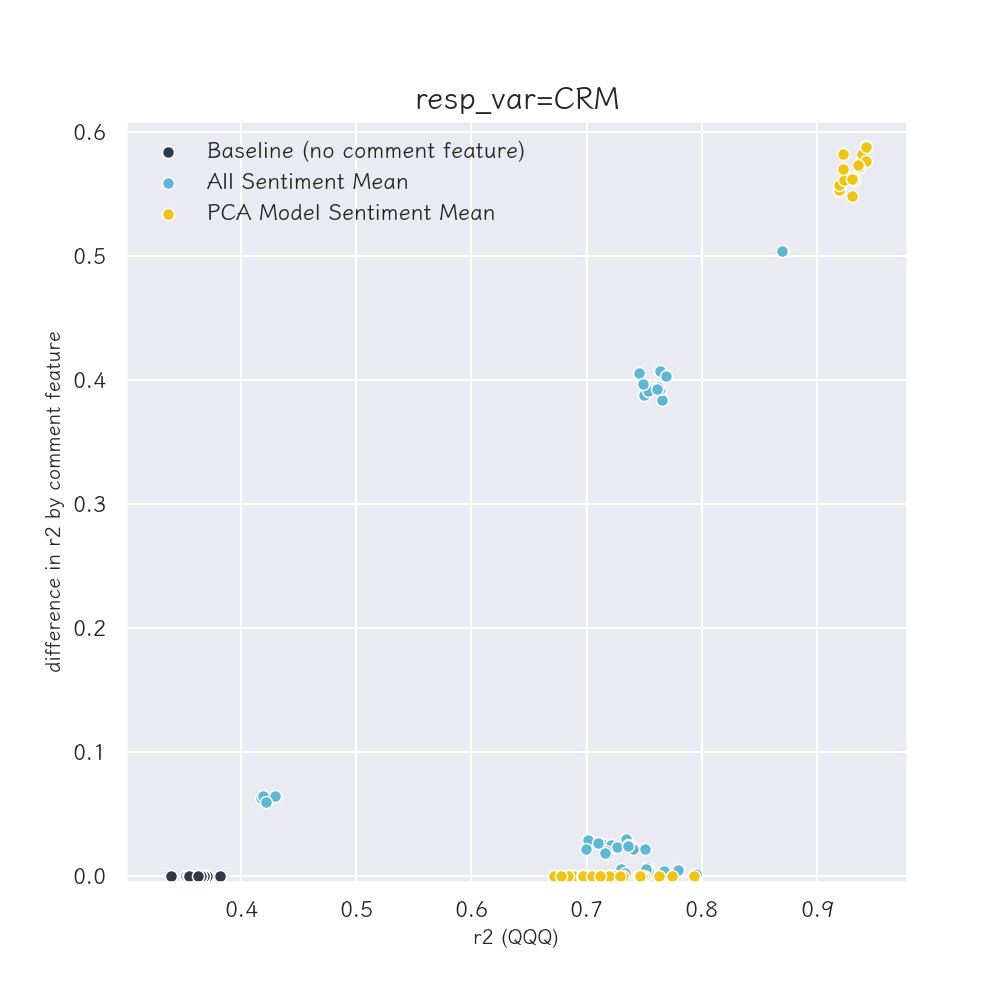 resp_var=CRM
Baseline (no comment feature)
All Sentiment Mean
PCA Model Sentiment Mean
difference in r2 by comment feature
0.6
0.5
0.4
0.3
0.2
0.1
0.0
0.4 0.5 0.6 0.7 0.8 0.9
r2 (QQQ)